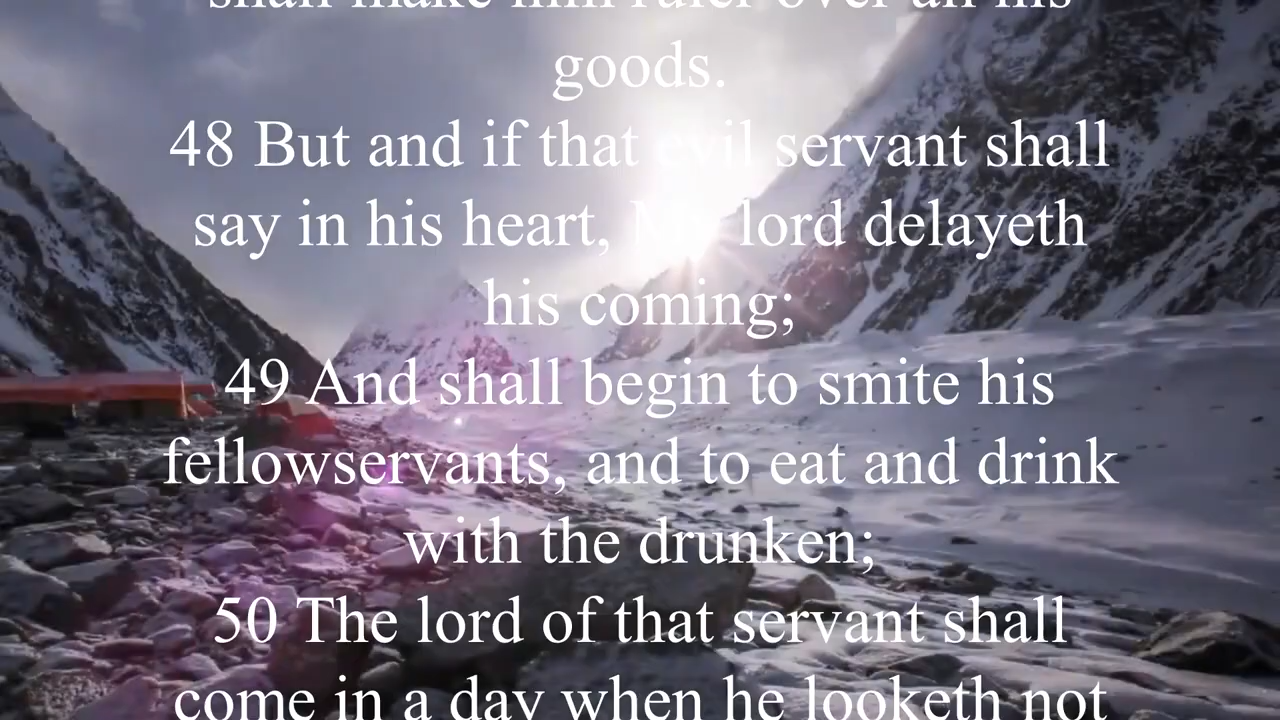 shall make him ruler over all his
goods.
48 But and if that evil servant shall
say in his heart, My lord delayeth
his coming;
49 And shall begin to smite his
fellowservants, and to eat and drink
with the drunken;
50 The lord of that servant shall
come in a day when he looketh not